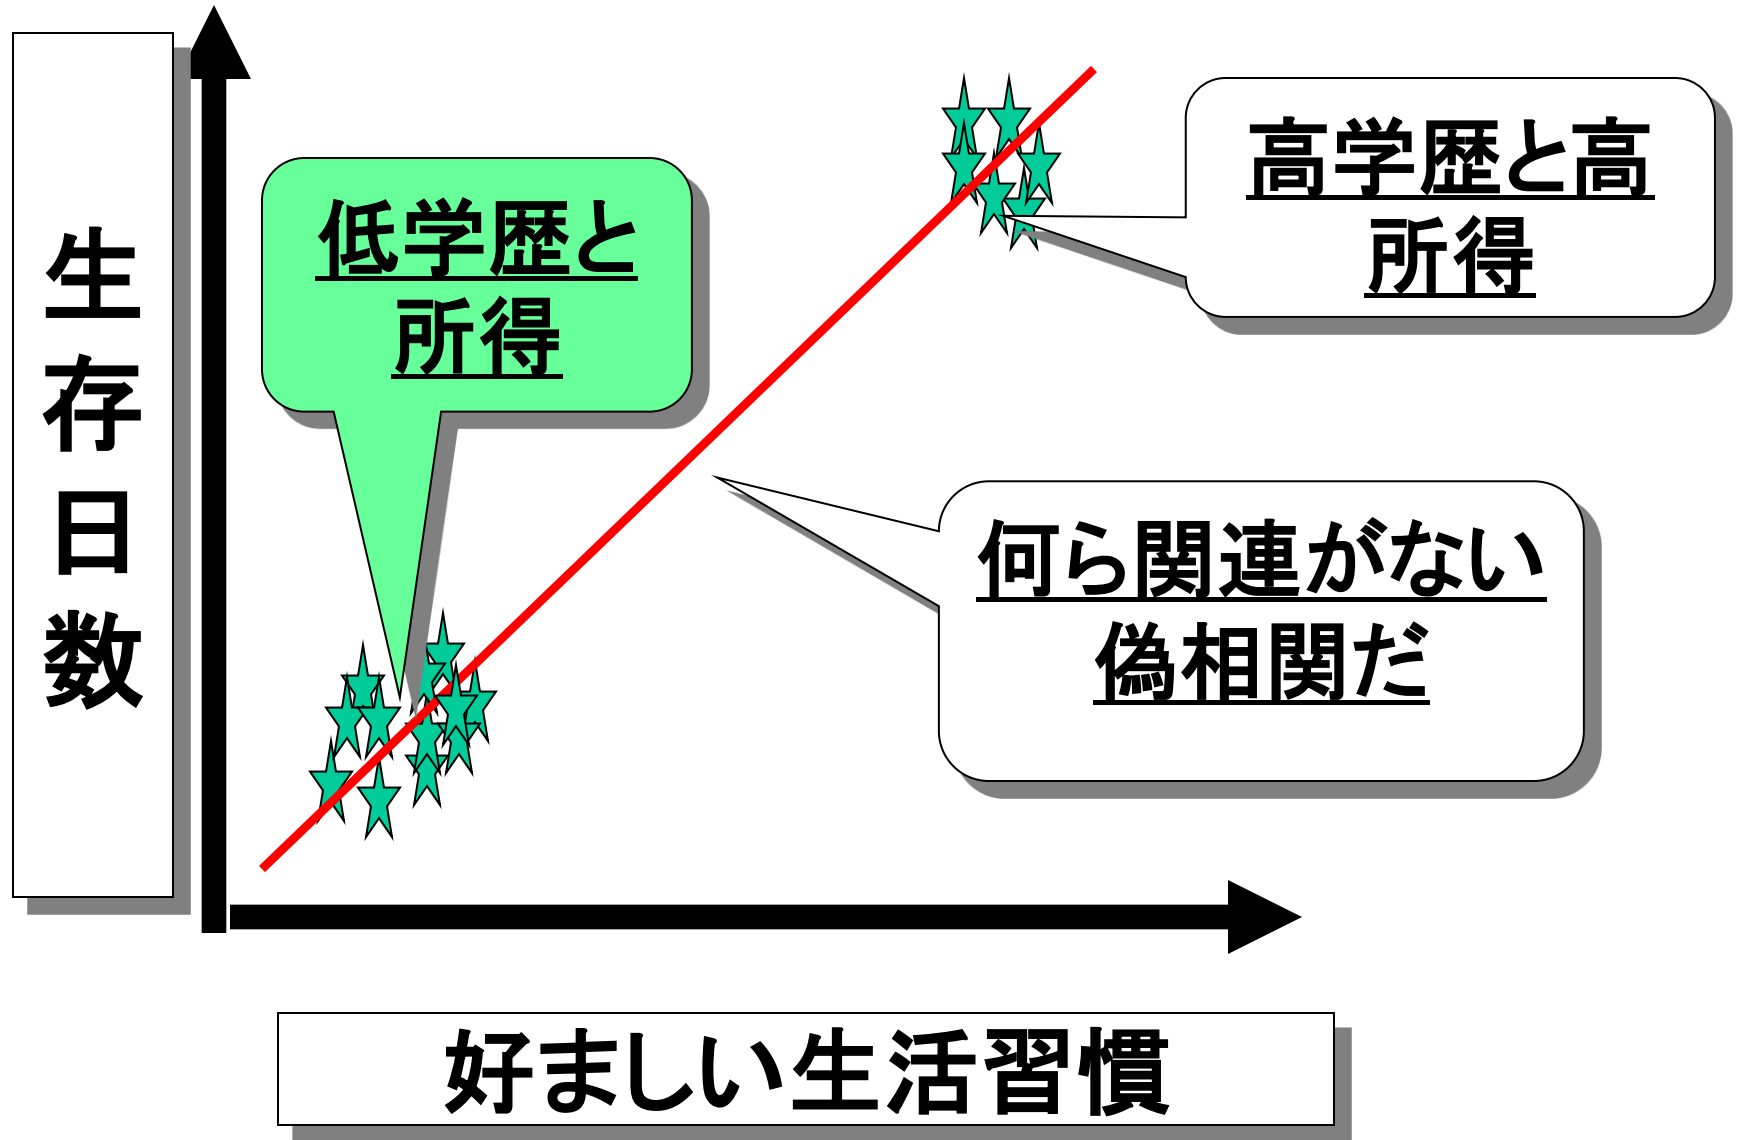 生存日数
低学歴と
所得
高学歴と高
所得
何ら関連がない
偽相関だ
好ましい生活習慣